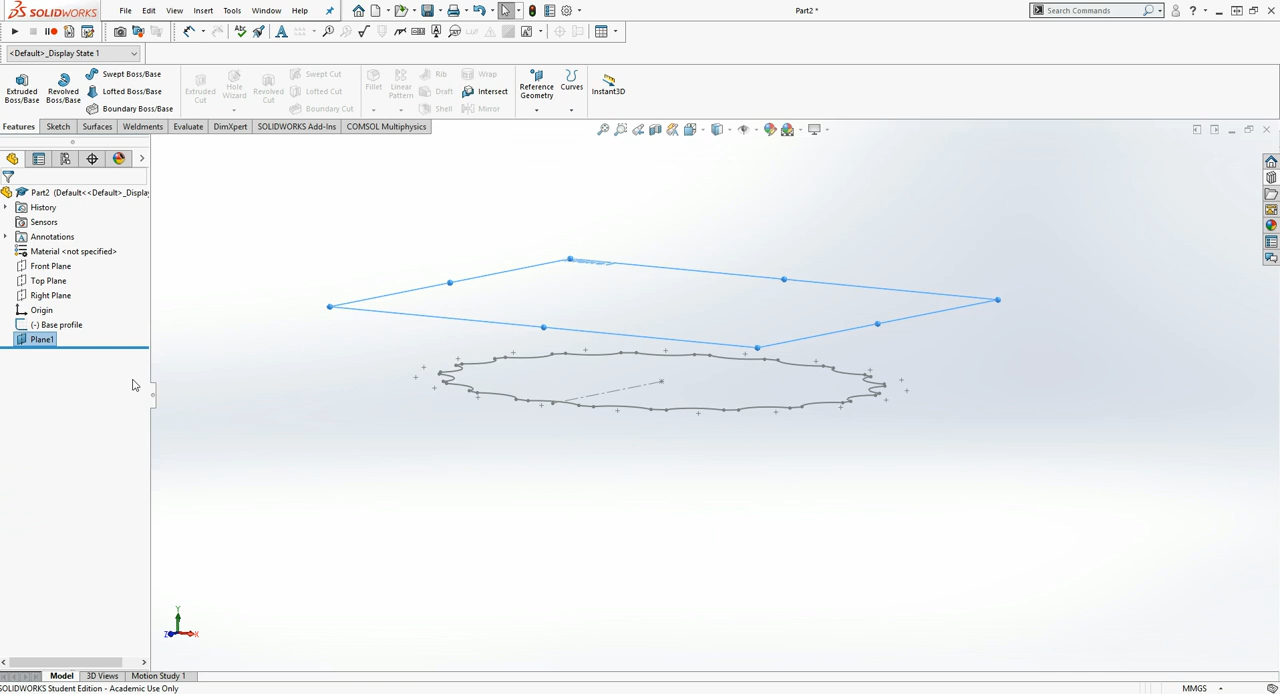 SOLIDWORKS File Edit View Insert Tools Window Help Part2 * Search Commands
<Default>_Display State 1
Extruded Boss/Base
Revolved Boss/Base
Swept Boss/Base
Lofted Boss/Base
Boundary Boss/Base
Extruded Cut
Hole Wizard
Revolved Cut
Swept Cut
Lofted Cut
Boundary Cut
Fillet
Linear Pattern
Rib
Draft
Shell
Wrap
Intersect
Mirror
Reference Geometry
Curves
Instant3D
Features Sketch Surfaces Weldments Evaluate DimXpert SOLIDWORKS Add-Ins COMSOL Multiphysics
Part2 (Default<<Default>_Display
History
Sensors
Annotations
Material <not specified>
Front Plane
Top Plane
Right Plane
Origin
(-) Base profile
Plane1
Y
Z X
Model 3D Views Motion Study 1
SOLIDWORKS Student Edition - Academic Use Only MMGS